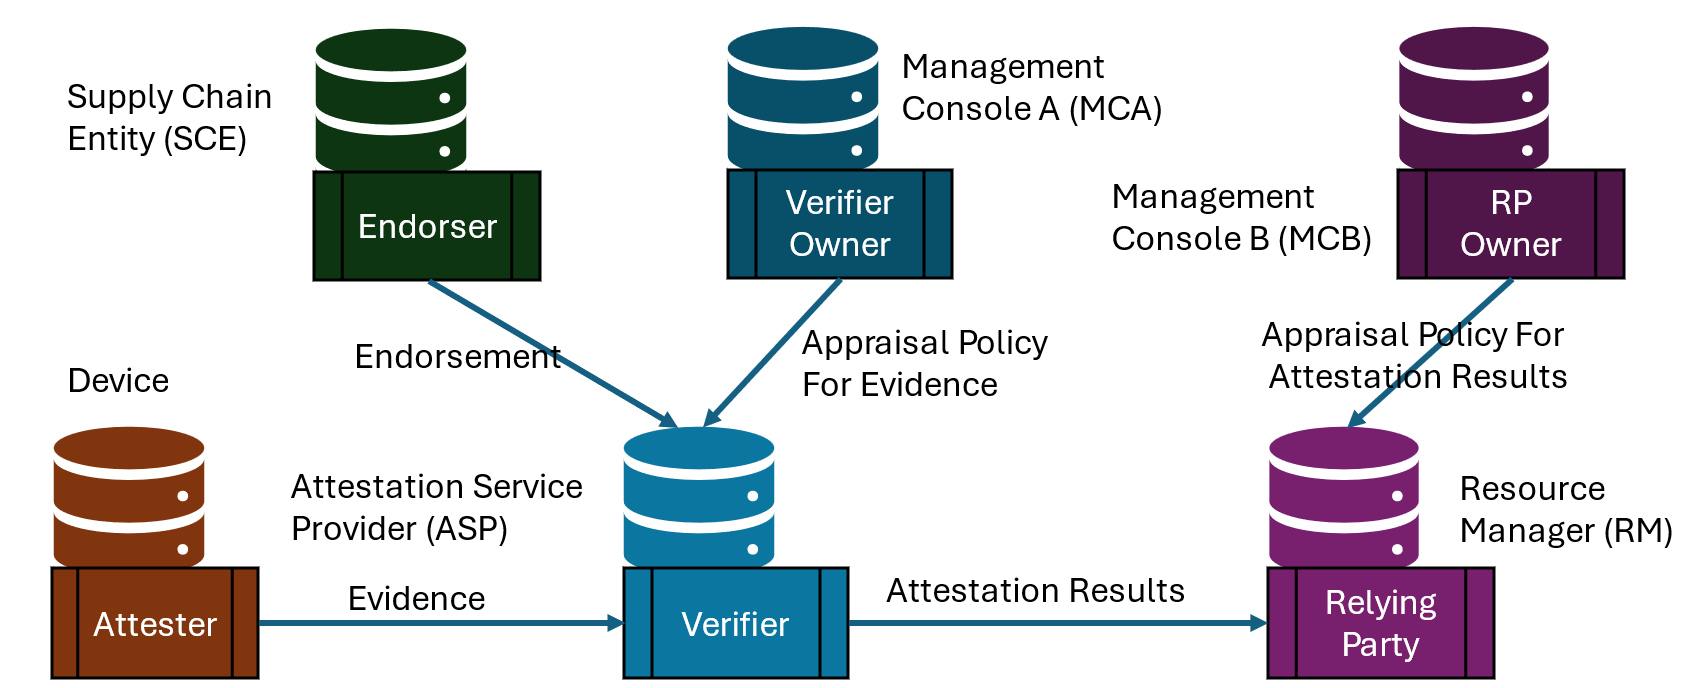 Supply Chain
Entity (SCE)
Endorser
Management
Console A (MCA)
Verifier
Owner
Management
Console B (MCB)
RP
Owner
Endorsement
Appraisal Policy
For Evidence
Appraisal Policy For
Attestation Results
Device
Attester
Evidence
Attestation Service
Provider (ASP)
Verifier
Attestation Results
Resource
Manager (RM)
Relying
Party